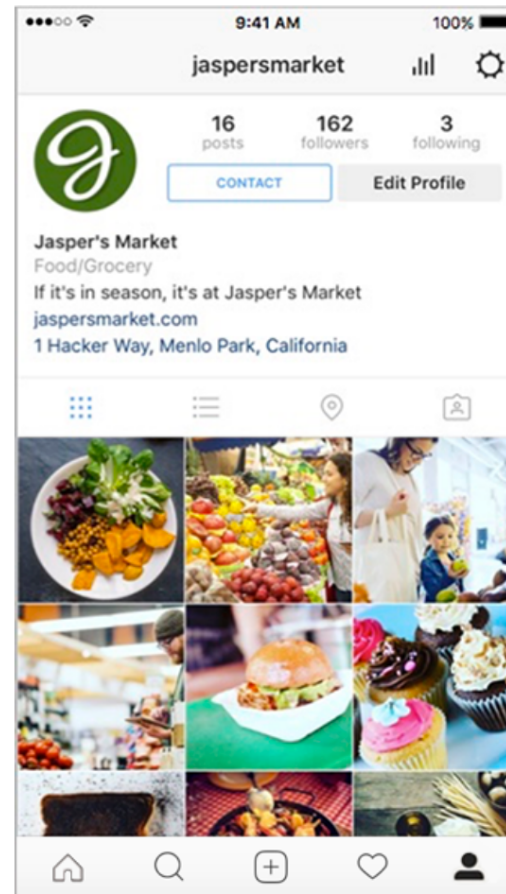 9:41 AM 100%
jaspersmarket
16 162 3
posts followers following
CONTACT Edit Profile
Jasper's Market
Food/Grocery
If it's in season, it's at Jasper's Market
jaspersmarket.com
1 Hacker Way, Menlo Park, California